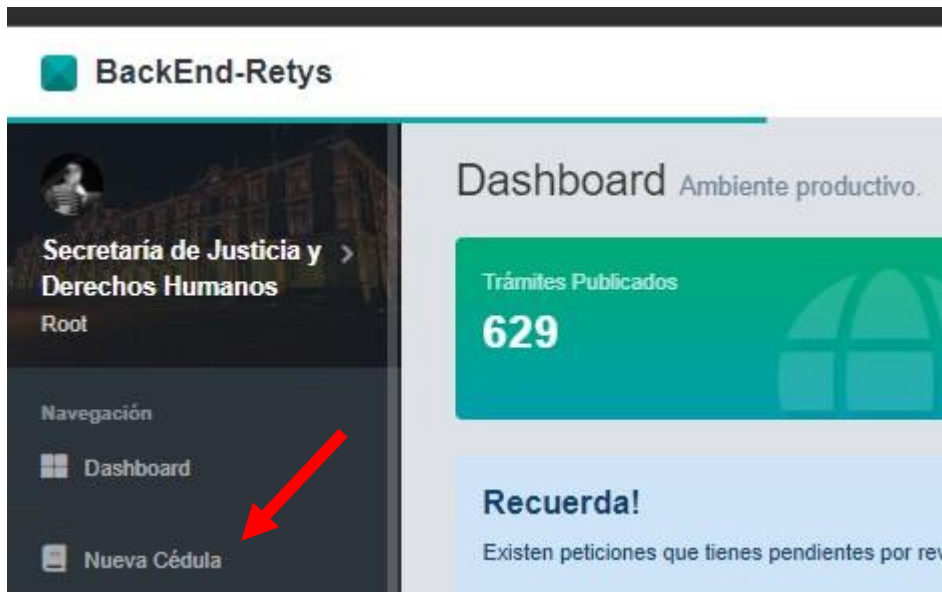 BackEnd-Retys
Secretaría de Justicia y
Derechos Humanos
Root
Navegación
Dashboard
Nueva Cédula
Dashboard Ambiente productivo.
Trámites Publicados
629
Recuerda!
Existen peticiones que tienes pendientes por rev